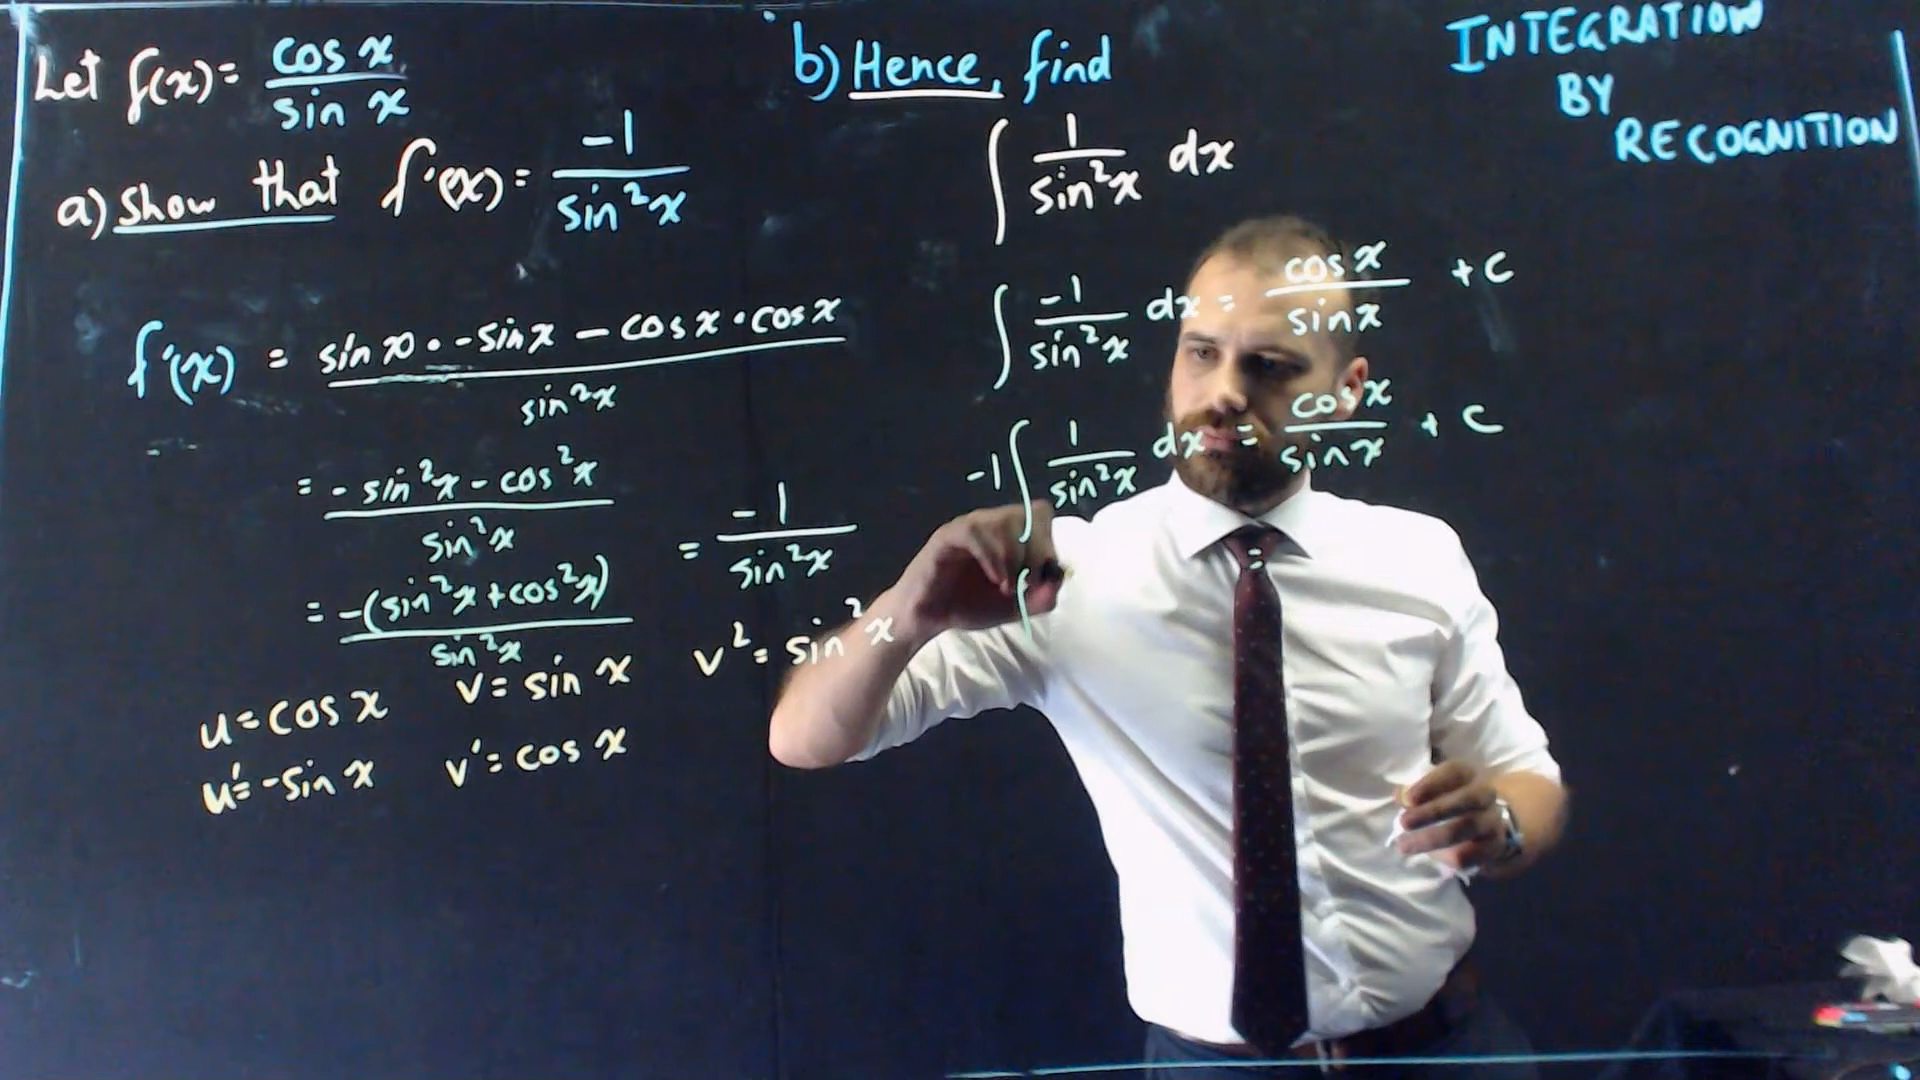 Let f(x) = cos x / sin x
a) Show that f'(x) = -1 / sin²x
f'(x) = sin x • -sin x - cos x • cos x / sin²x
= -sin²x - cos²x / sin²x
= -(sin²x + cos²x) / sin²x
= -1 / sin²x
u = cos x v = sin x v² = sin²x
u' = -sin x v' = cos x
b) Hence, find
∫ 1 / sin²x dx
∫ -1 / sin²x dx = cos x / sin x + c
-1 ∫ 1 / sin²x dx = cos x / sin x + c
∫ =
INTEGRATION
BY
RECOGNITION